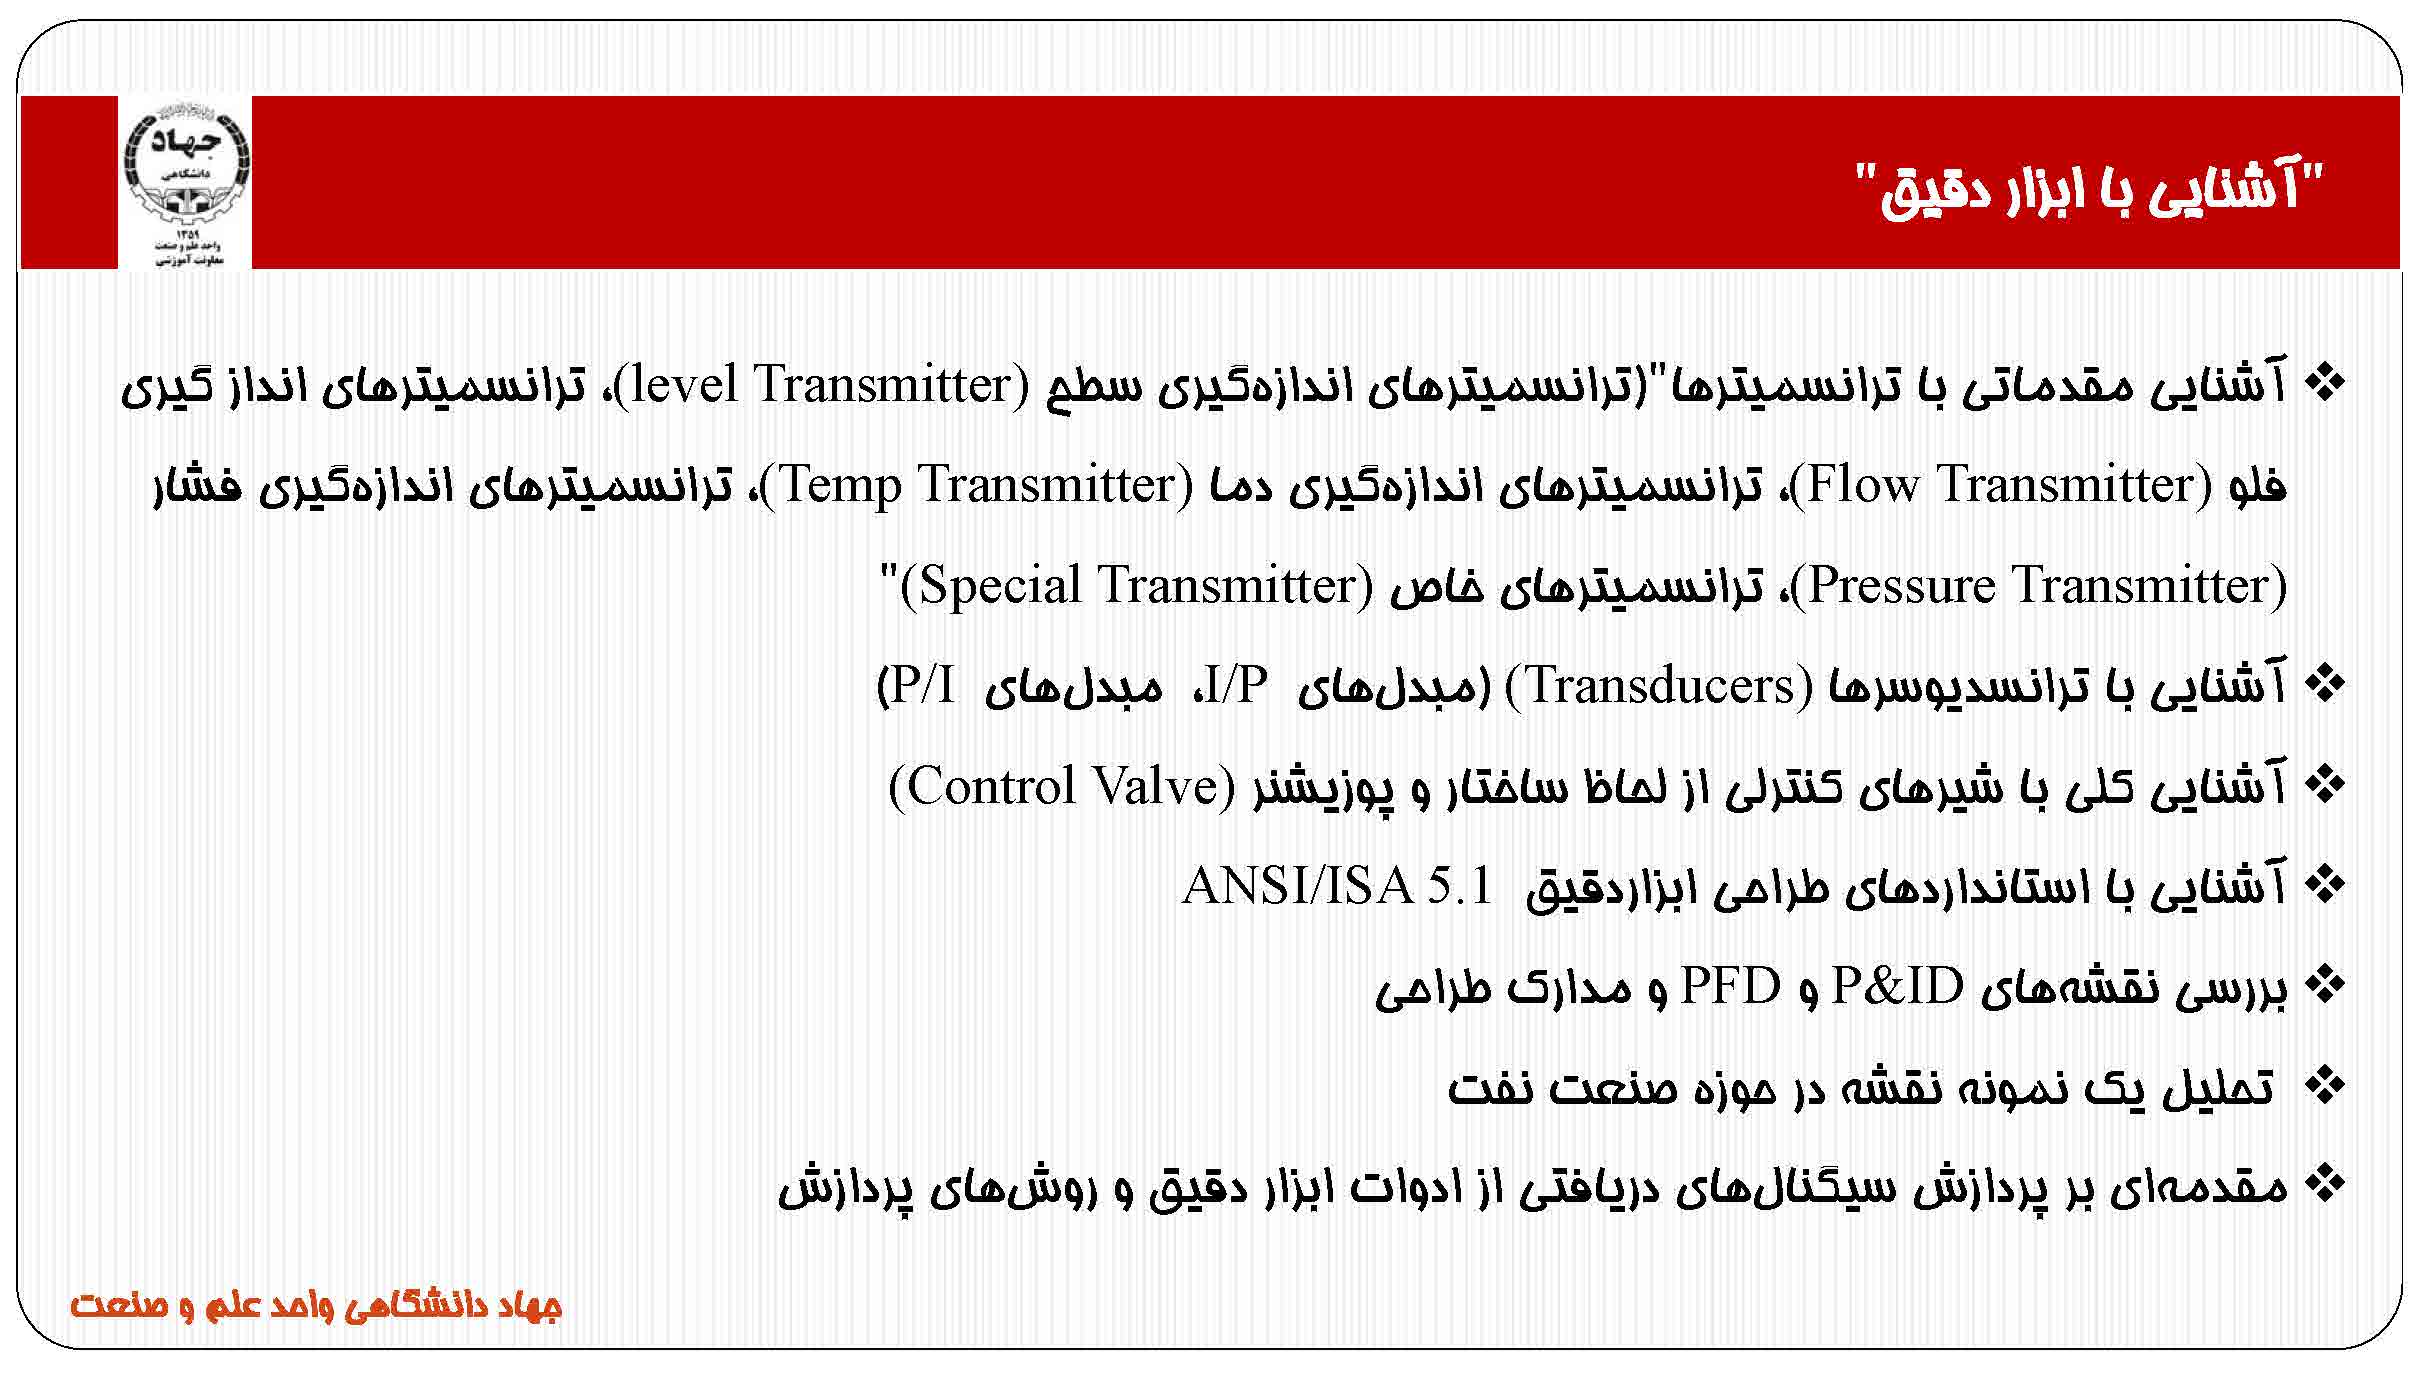 جهاد
دانشگاهی
۱۳۵۹
واحد علم و صنعت
معاونت آموزشی
"آشنایی با ابزار دقیق"
❖ آشنایی مقدماتی با ترانسمیترها"(ترانسمیترهای اندازه‌گیری سطح (level Transmitter)، ترانسمیترهای انداز گیری
فلو (Flow Transmitter)، ترانسمیترهای اندازه‌گیری دما (Temp Transmitter)، ترانسمیترهای اندازه‌گیری فشار
(Pressure Transmitter)، ترانسمیترهای خاص (Special Transmitter)"
❖ آشنایی با ترانسدیوسرها (Transducers) (مبدل‌های I/P، مبدل‌های P/I)
❖ آشنایی کلی با شیرهای کنترلی از لحاظ ساختار و پوزیشنر (Control Valve)
❖ آشنایی با استانداردهای طراحی ابزاردقیق ANSI/ISA 5.1
❖ بررسی نقشه‌های P&ID و PFD و مدارک طراحی
❖ تحلیل یک نمونه نقشه در حوزه صنعت نفت
❖ مقدمه‌ای بر پردازش سیگنال‌های دریافتی از ادوات ابزار دقیق و روش‌های پردازش
جهاد دانشگاهی واحد علم و صنعت